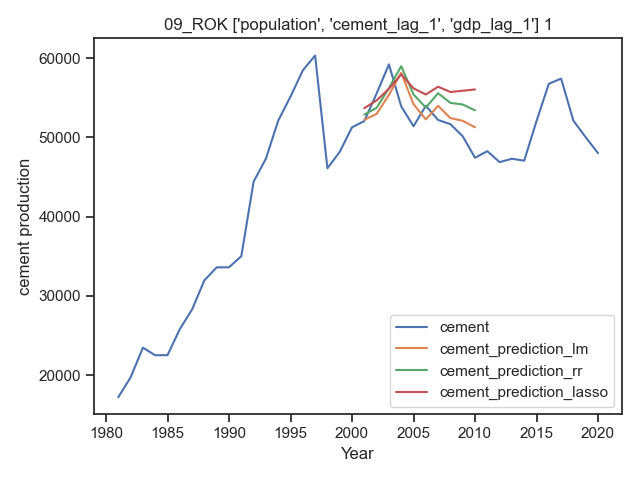 09_ROK ['population', 'cement_lag_1', 'gdp_lag_1'] 1
60000
50000
40000
30000
20000
cement production
1980 1985 1990 1995 2000 2005 2010 2015 2020
Year
cement
cement_prediction_lm
cement_prediction_rr
cement_prediction_lasso